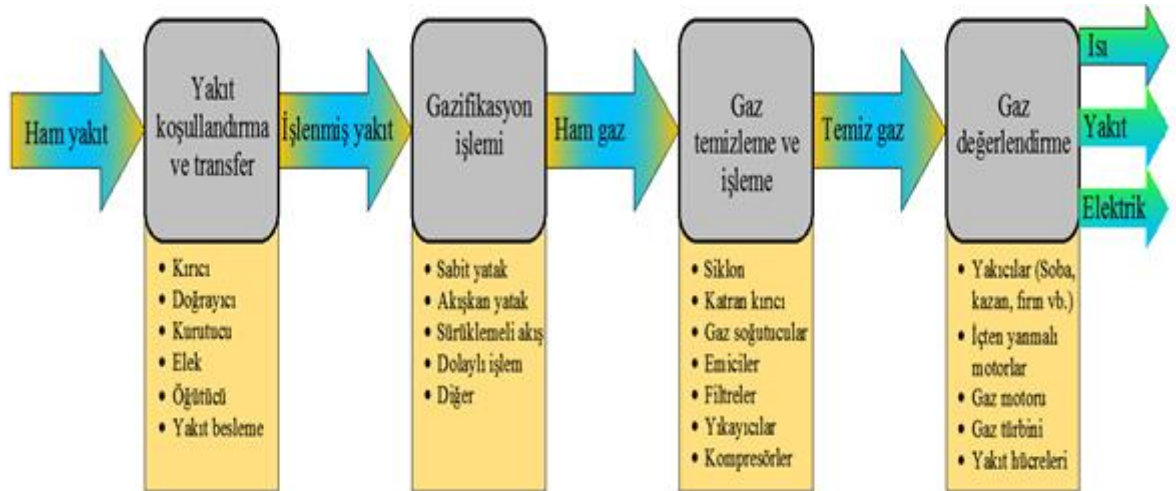 Ham yakıt
Yakıt
koşullandırma
ve transfer
İşlenmiş yakıt
Gazifikasyon
işlemi
Ham gaz
Gaz
temizleme ve
işleme
Temiz gaz
Gaz
değerlendirme
Isı
Yakıt
Elektrik
• Kırıcı
• Doğrayıcı
• Kurutucu
• Elek
• Öğütücü
• Yakıt besleme
• Sabit yatak
• Akışkan yatak
• Sürüklemeli akış
• Dolaylı işlem
• Diğer
• Siklon
• Katran kırıcı
• Gaz soğutucular
• Emiciler
• Filtreler
• Yıkayıcılar
• Kompresörler
• Yakıcılar (Soba,
kazan, fırın vb.)
• İçten yanmalı
motorlar
• Gaz motoru
• Gaz türbini
• Yakıt hücreleri